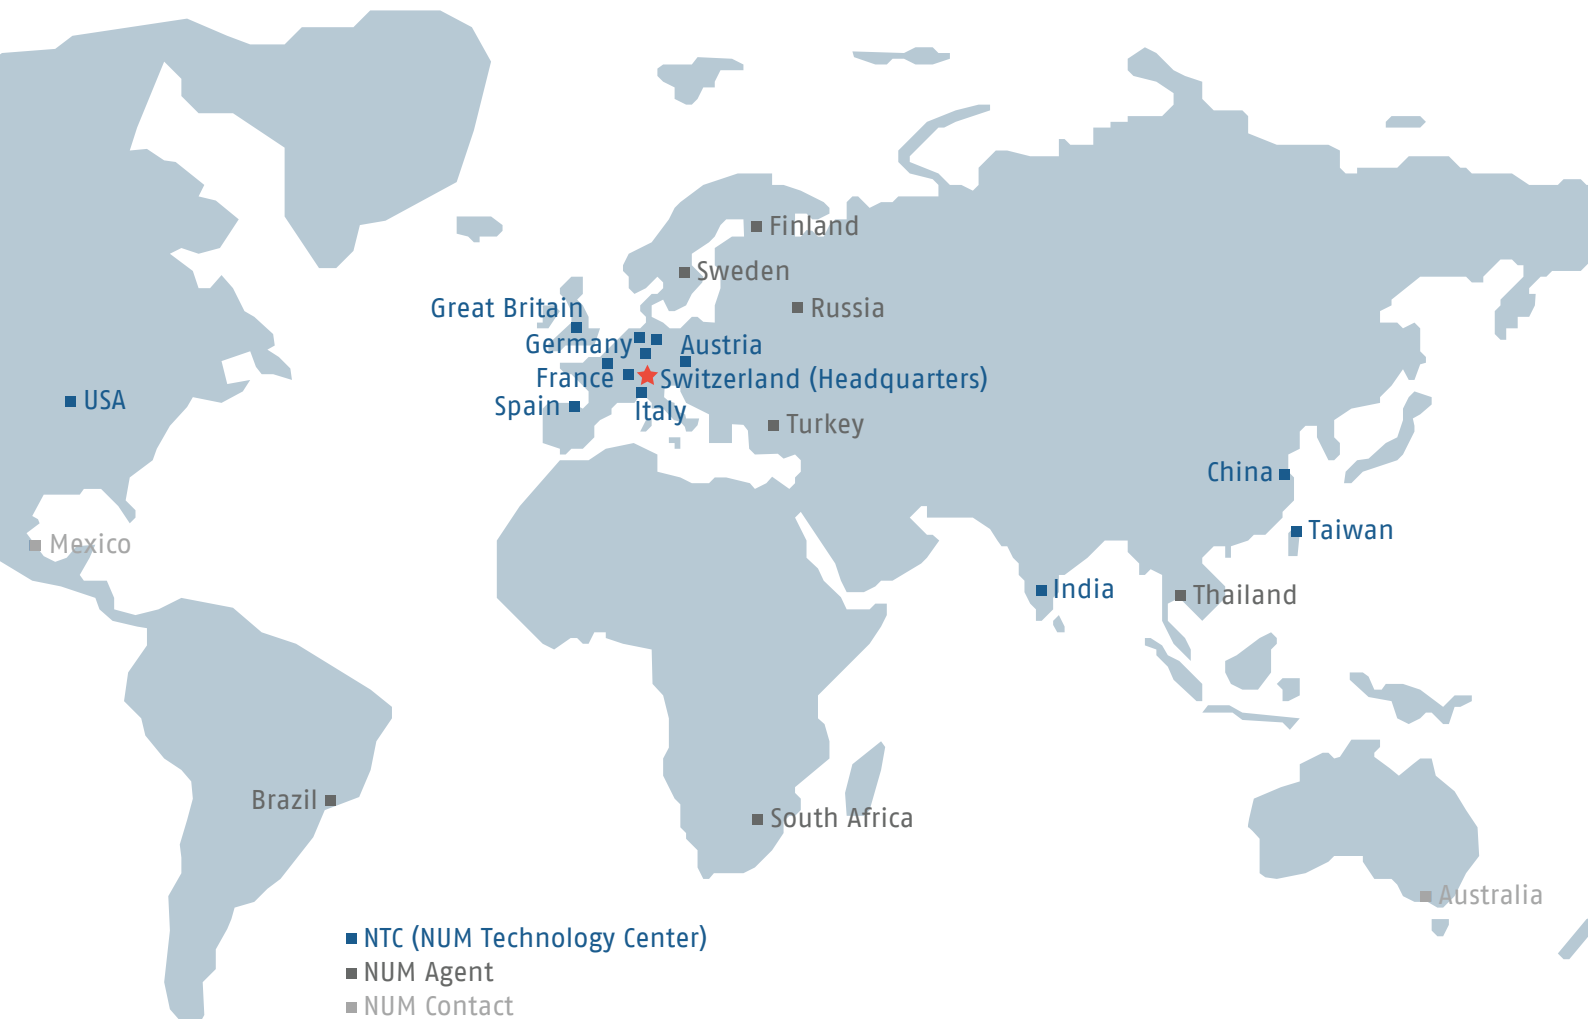 Finland
Sweden
Great Britain
Russia
Germany
Austria
France
Switzerland (Headquarters)
USA
Spain
Italy
Turkey
China
Taiwan
Mexico
India
Thailand
Brazil
South Africa
Australia
NTC (NUM Technology Center)
NUM Agent
NUM Contact